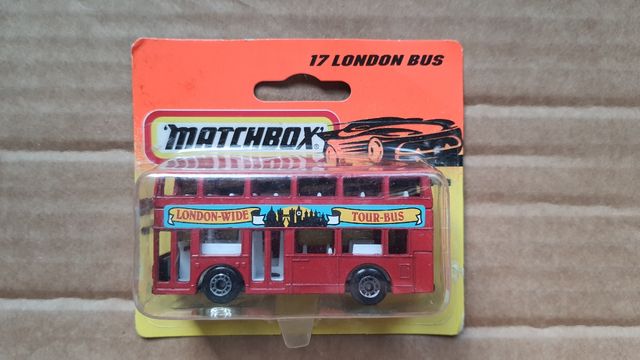 17 LONDON BUS
MATCHBOX®
LONDON-WIDE TOUR-BUS